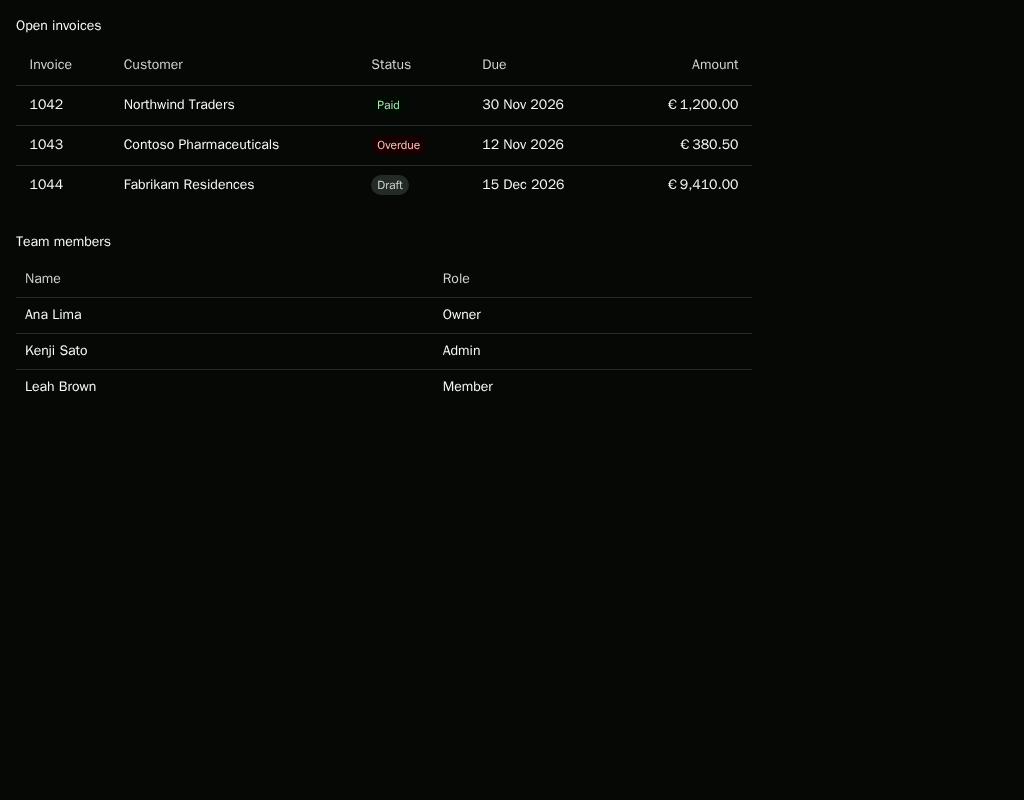 Open invoices
Invoice Customer Status Due Amount
1042 Northwind Traders Paid 30 Nov 2026 € 1,200.00
1043 Contoso Pharmaceuticals Overdue 12 Nov 2026 € 380.50
1044 Fabrikam Residences Draft 15 Dec 2026 € 9,410.00
Team members
Name Role
Ana Lima Owner
Kenji Sato Admin
Leah Brown Member